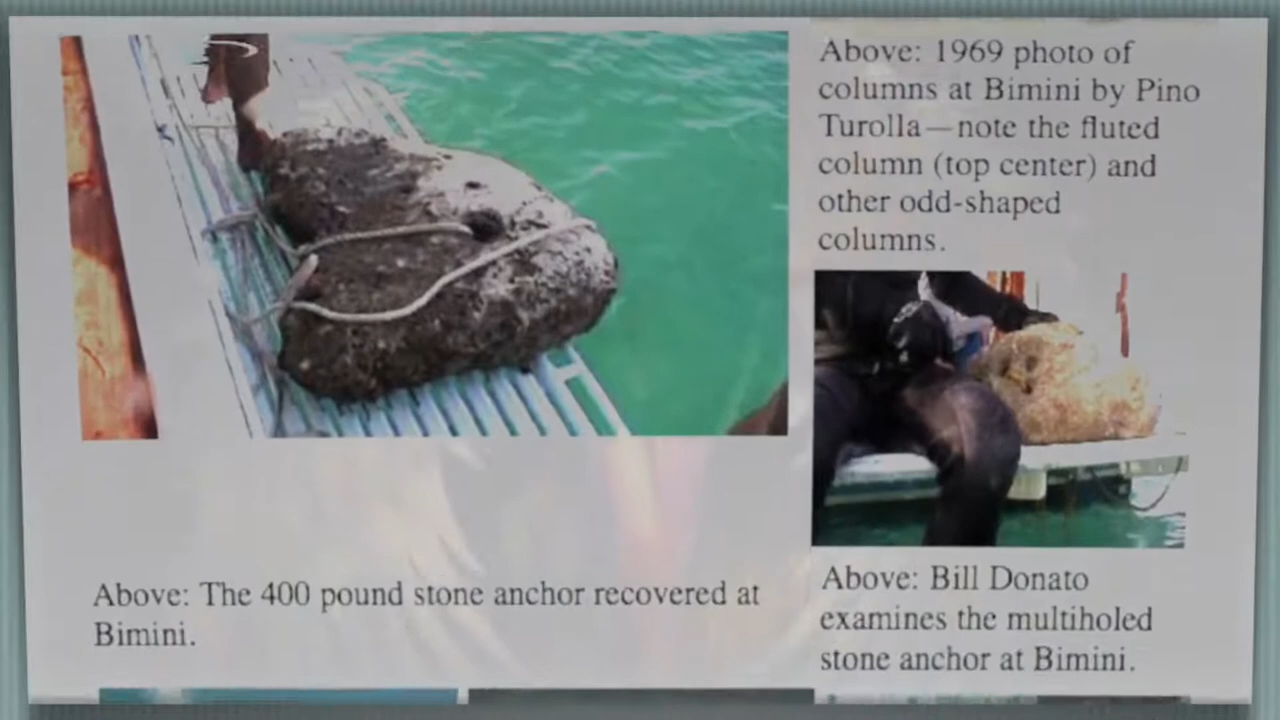 Above: 1969 photo of
columns at Bimini by Pino
Turolla—note the fluted
column (top center) and
other odd-shaped
columns.
Above: The 400 pound stone anchor recovered at
Bimini.
Above: Bill Donato
examines the multiholed
stone anchor at Bimini.